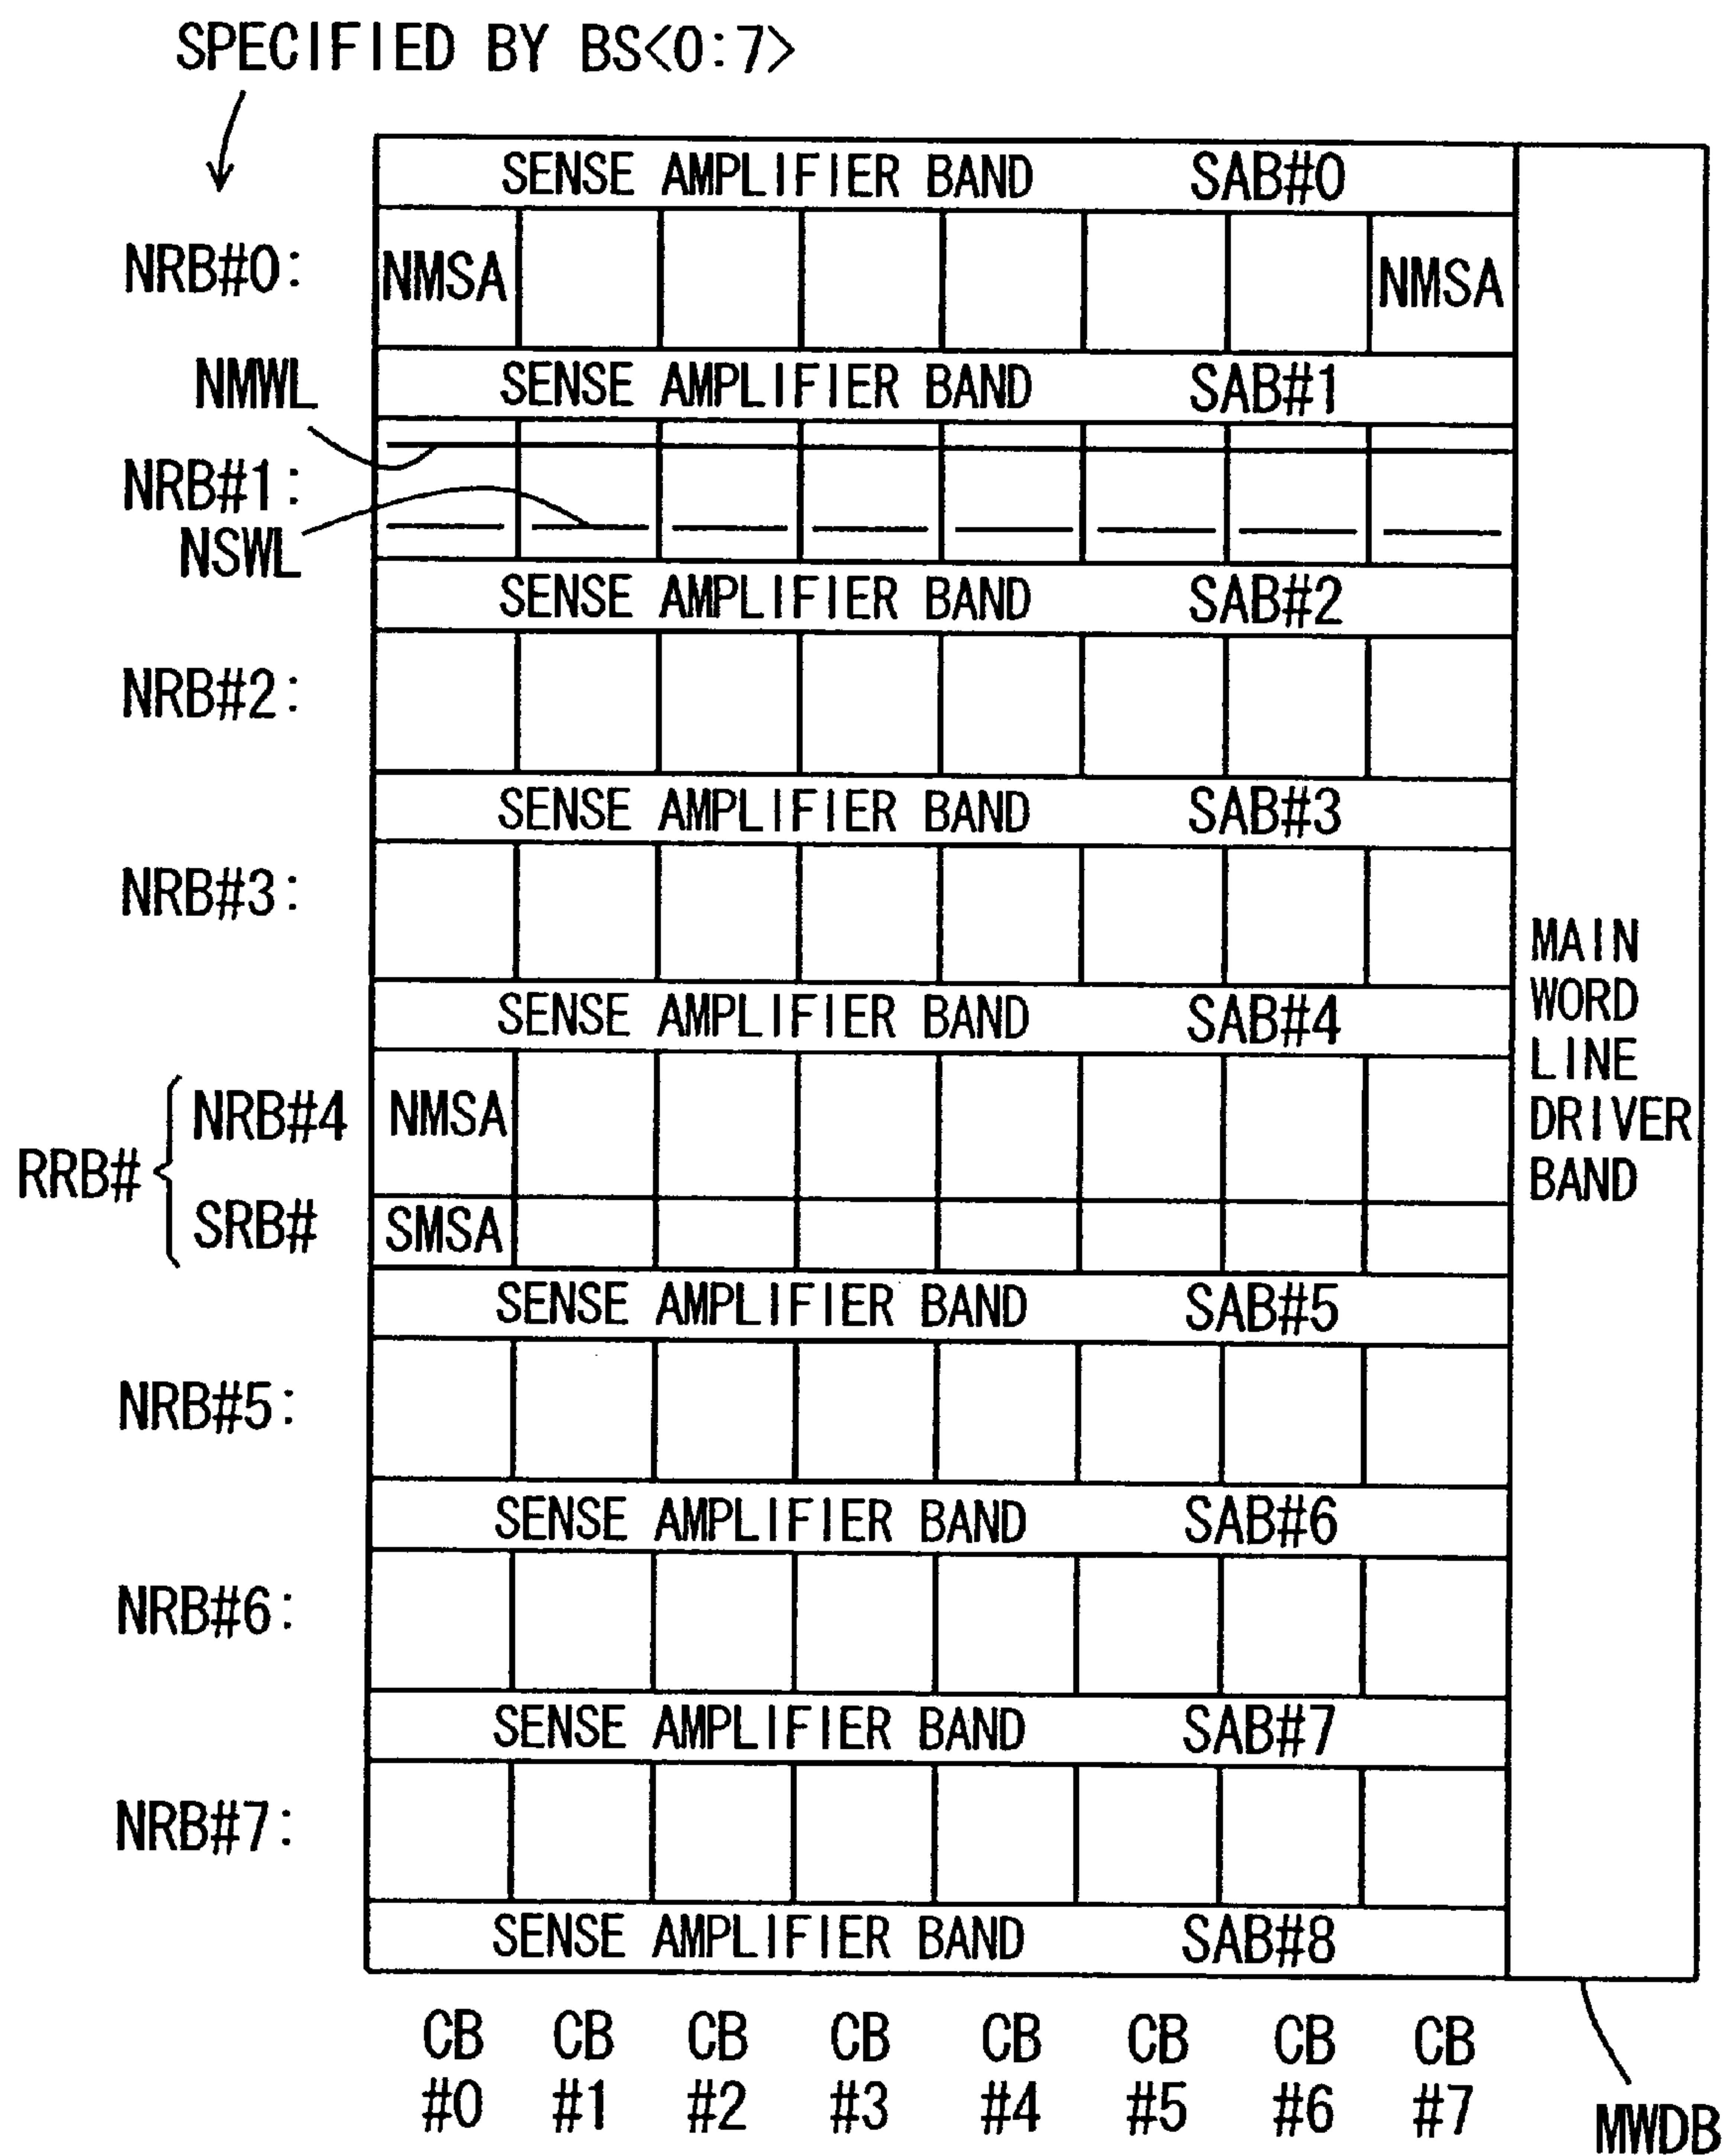 SPECIFIED BY BS<0:7>
SENSE AMPLIFIER BAND SAB#0
NRB#0: NMSA NMSA
SENSE AMPLIFIER BAND SAB#1
NMWL
NRB#1:
NSWL
SENSE AMPLIFIER BAND SAB#2
NRB#2:
SENSE AMPLIFIER BAND SAB#3
NRB#3:
SENSE AMPLIFIER BAND SAB#4
MAIN
WORD
LINE
DRIVER
BAND
RRB#
NRB#4 NMSA
SRB# SMSA
SENSE AMPLIFIER BAND SAB#5
NRB#5:
SENSE AMPLIFIER BAND SAB#6
NRB#6:
SENSE AMPLIFIER BAND SAB#7
NRB#7:
SENSE AMPLIFIER BAND SAB#8
CB CB CB CB CB CB CB CB
#0 #1 #2 #3 #4 #5 #6 #7
MWDB